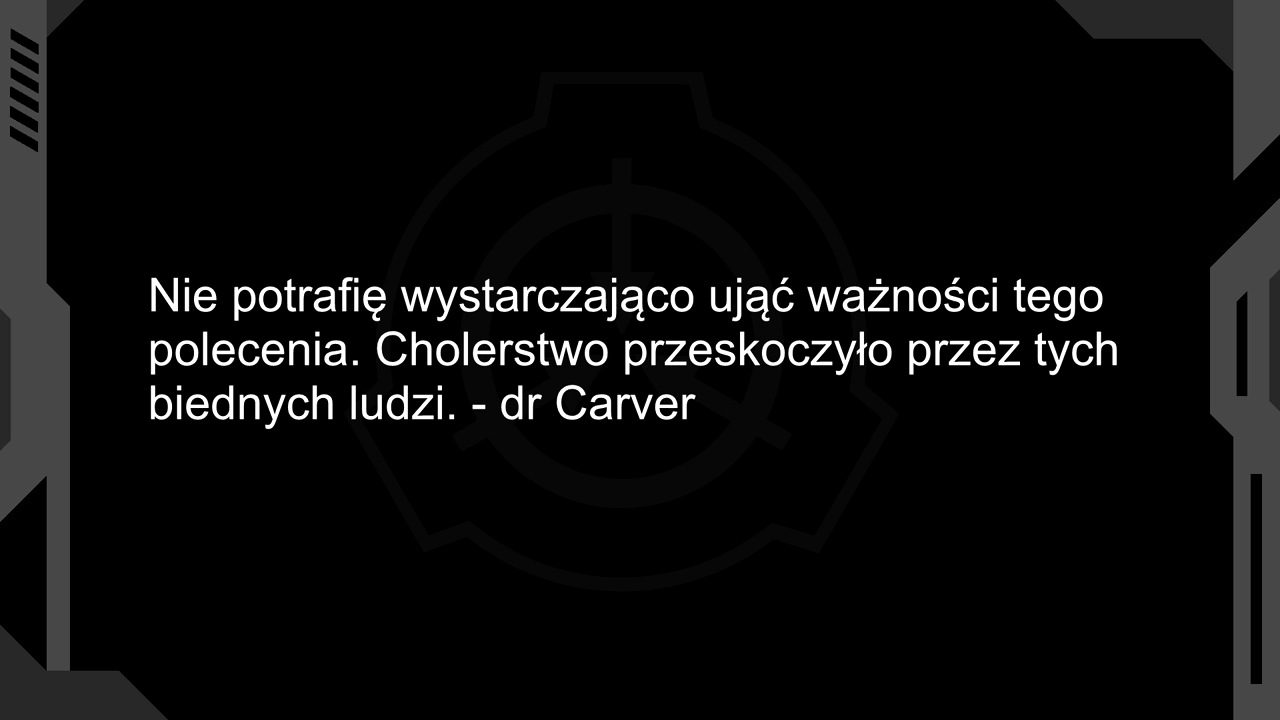 Nie potrafię wystarczająco ująć ważności tego
polecenia. Cholerstwo przeskoczyło przez tych
biednych ludzi. - dr Carver